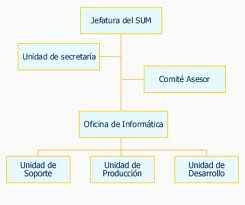 Jefatura del SUM
Unidad de secretaría
Comité Asesor
Oficina de Informática
Unidad de
Soporte
Unidad de
Producción
Unidad de
Desarrollo